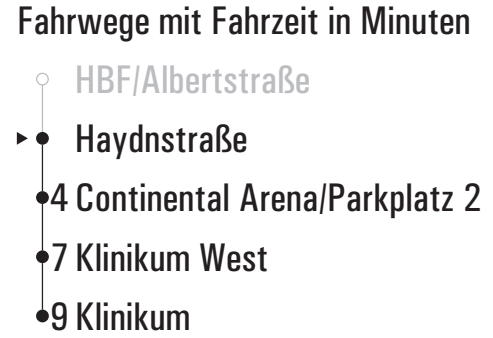 Fahrwege mit Fahrzeit in Minuten
HBF/Albertstraße
Haydnstraße
4 Continental Arena/Parkplatz 2
7 Klinikum West
9 Klinikum